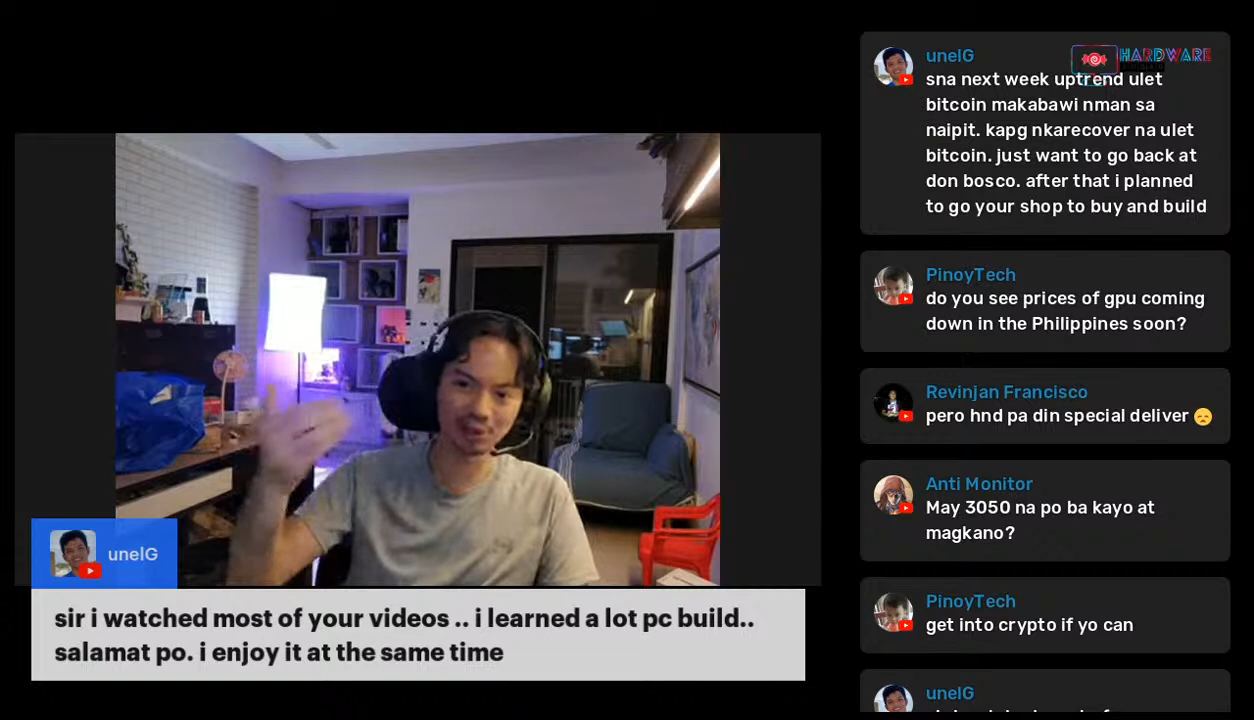 unelG
sir i watched most of your videos .. i learned a lot pc build..
salamat po. i enjoy it at the same time
HARDWARE
unelG
sna next week uptrend ulet
bitcoin makabawi nman sa
naipit. kapg nkarecover na ulet
bitcoin. just want to go back at
don bosco. after that i planned
to go your shop to buy and build
PinoyTech
do you see prices of gpu coming
down in the Philippines soon?
Revinjan Francisco
pero hnd pa din special deliver 😞
Anti Monitor
May 3050 na po ba kayo at
magkano?
PinoyTech
get into crypto if yo can
unelG